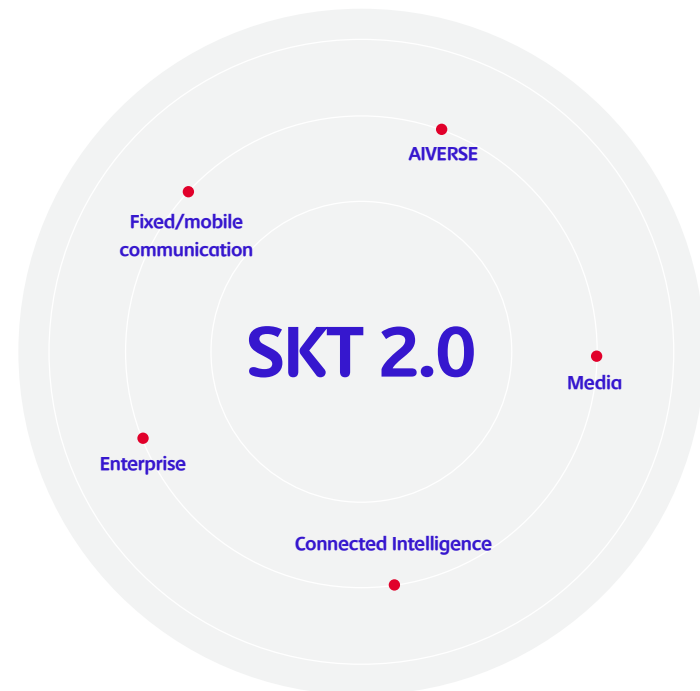 AIVERSE
Fixed/mobile
communication
SKT 2.0
Media
Enterprise
Connected Intelligence